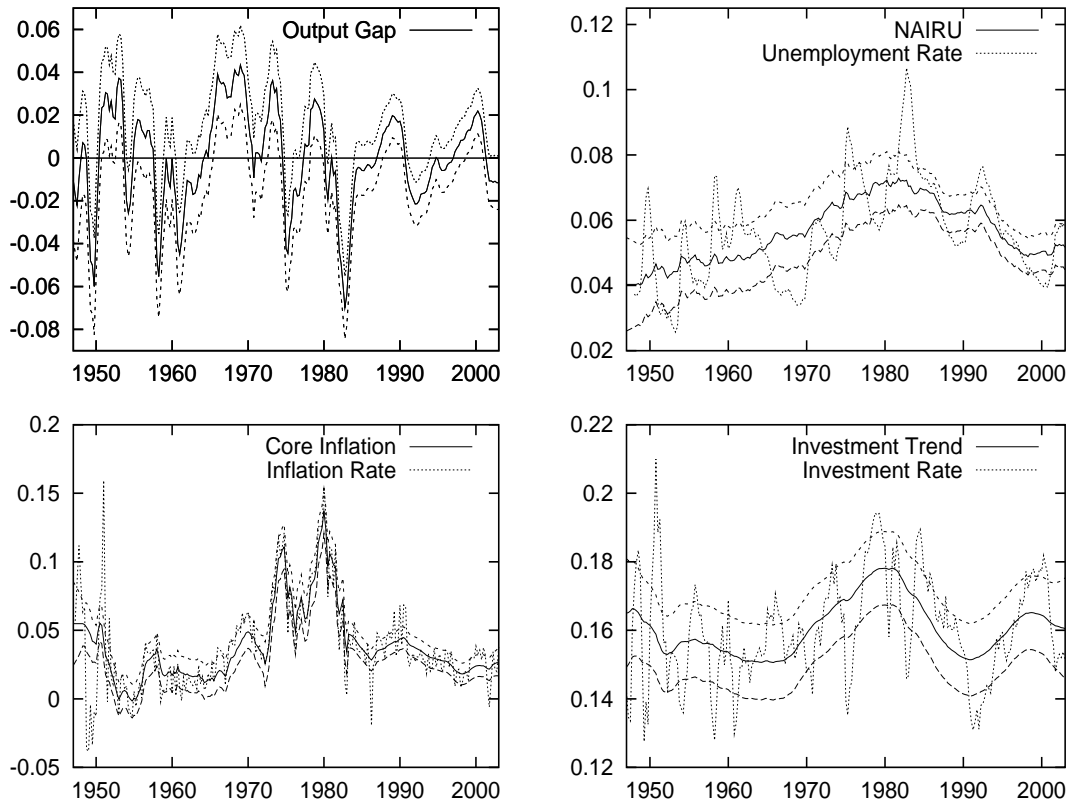 0.06
0.04
0.02
0
-0.02
-0.04
-0.06
-0.08
Output Gap
1950 1960 1970 1980 1990 2000
0.12
0.1
0.08
0.06
0.04
0.02
NAIRU
Unemployment Rate
1950 1960 1970 1980 1990 2000
0.2
0.15
0.1
0.05
0
-0.05
Core Inflation
Inflation Rate
1950 1960 1970 1980 1990 2000
0.22
0.2
0.18
0.16
0.14
0.12
Investment Trend
Investment Rate
1950 1960 1970 1980 1990 2000